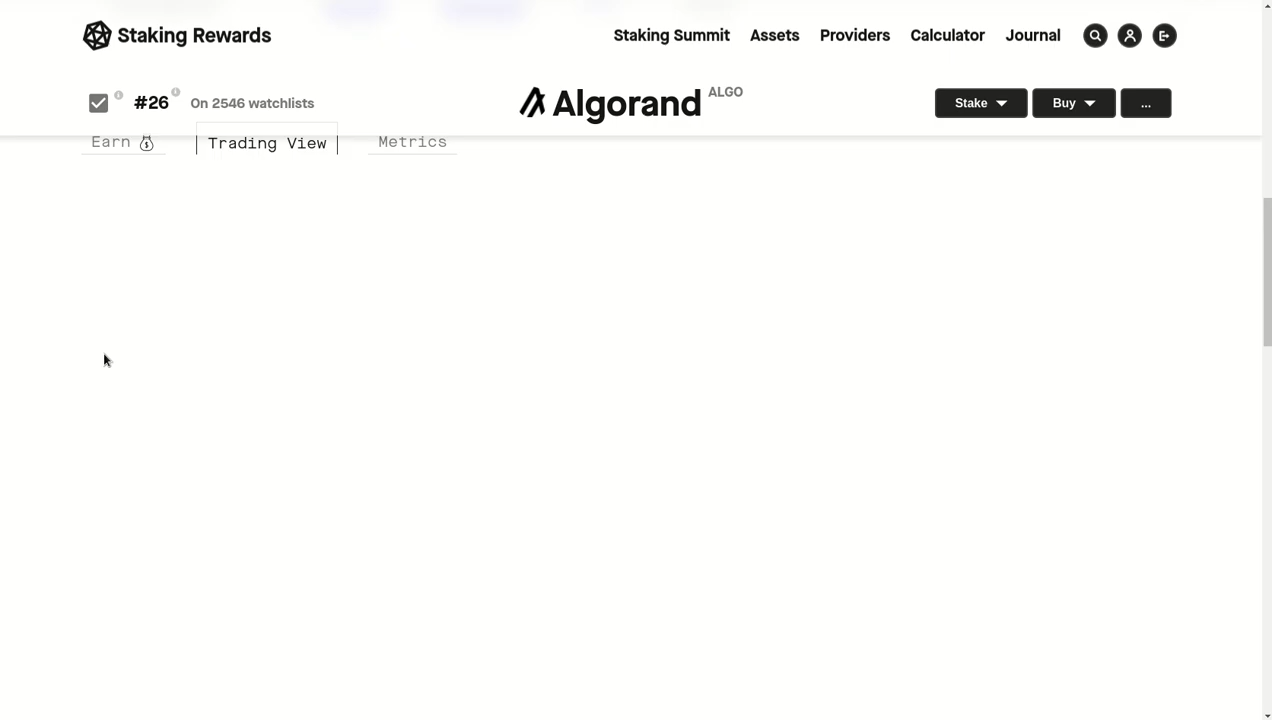 Staking Rewards
Staking Summit Assets Providers Calculator Journal
#26 On 2546 watchlists
Algorand ALGO
Stake Buy ...
Earn Trading View Metrics